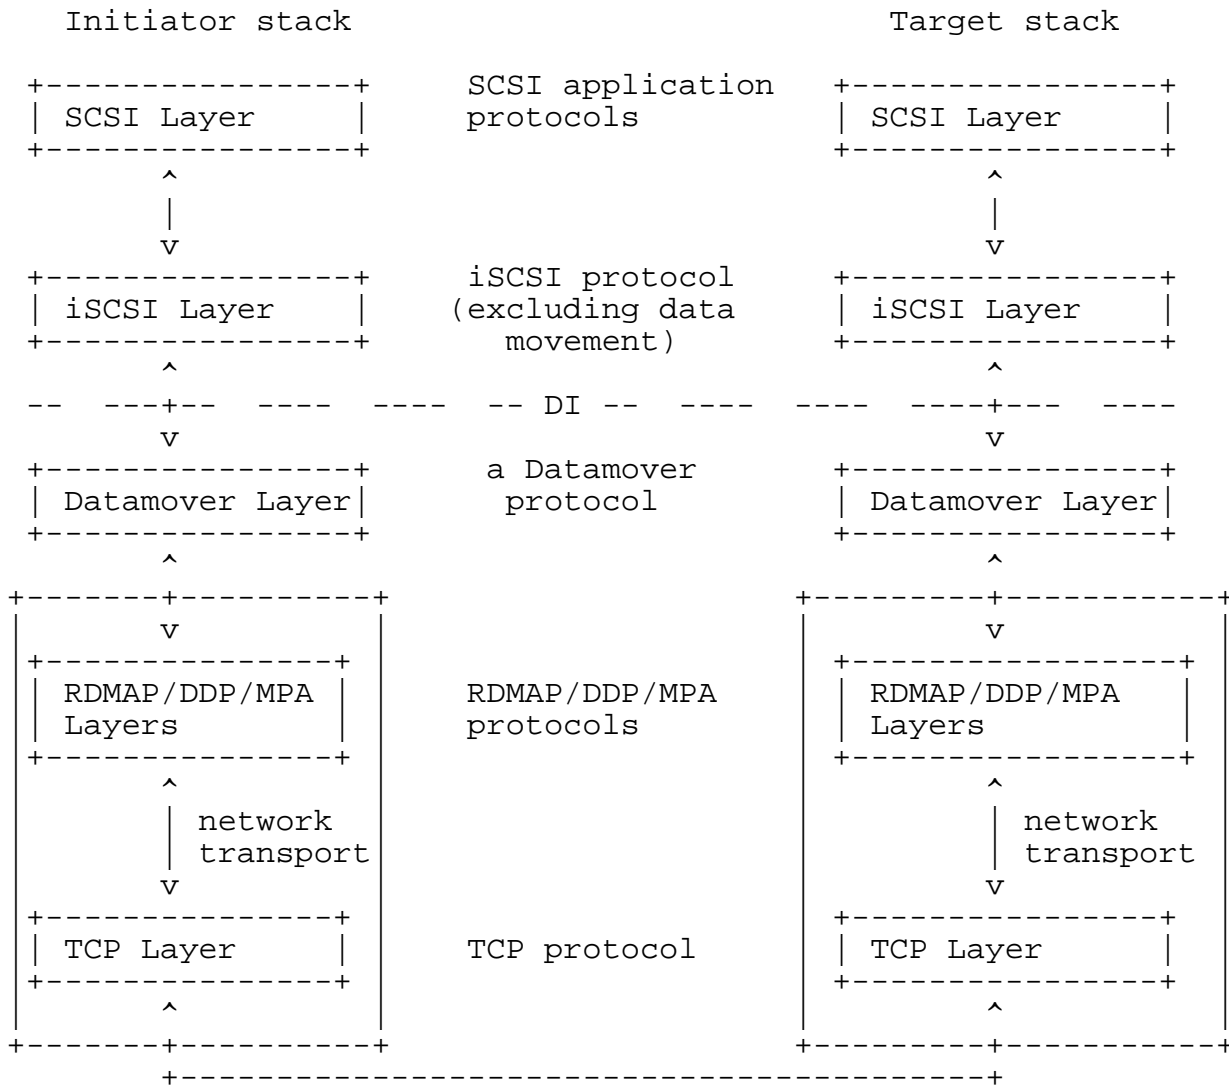 Initiator stack Target stack
SCSI application
SCSI Layer protocols SCSI Layer
iSCSI protocol
iSCSI Layer (excluding data iSCSI Layer
movement)
DI
a Datamover
Datamover Layer protocol Datamover Layer
RDMAP/DDP/MPA RDMAP/DDP/MPA RDMAP/DDP/MPA
Layers protocols Layers
network network
transport transport
TCP Layer TCP protocol TCP Layer